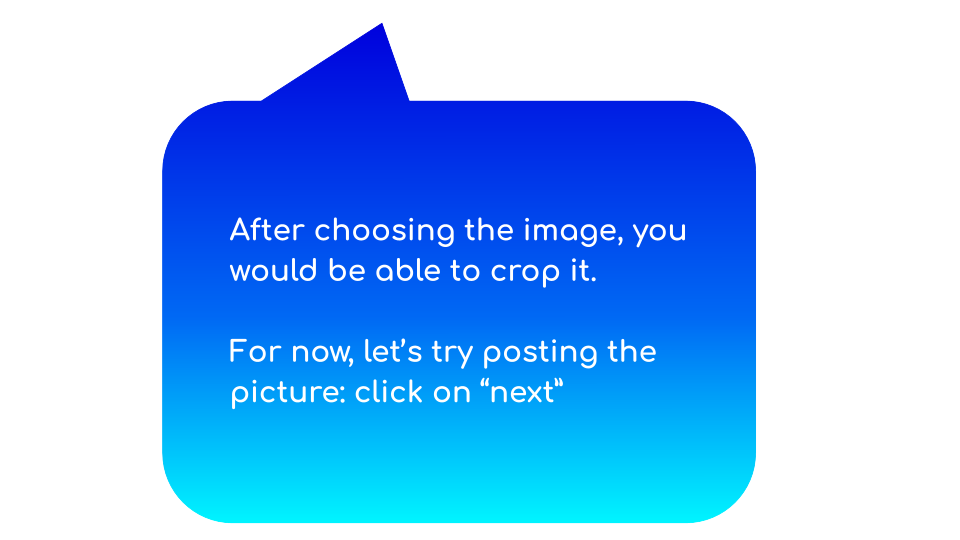 After choosing the image, you
would be able to crop it.
For now, let’s try posting the
picture: click on “next”